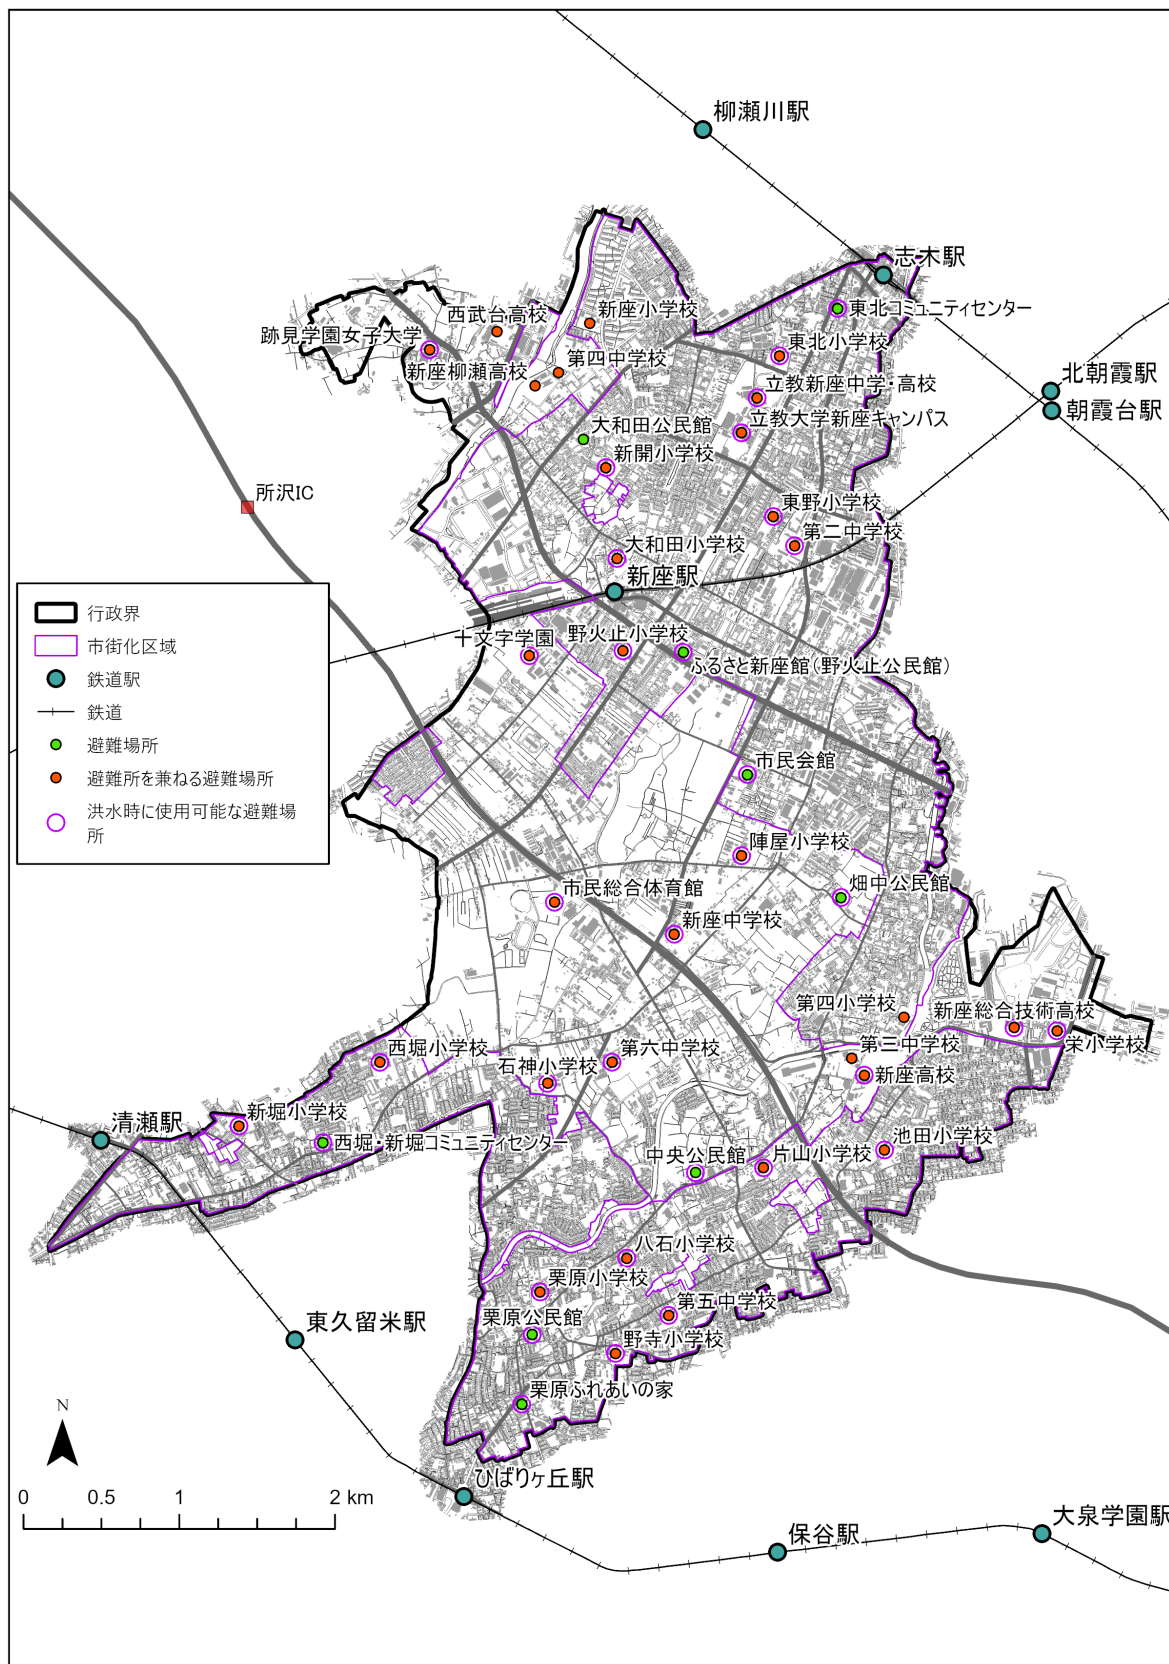 柳瀬川駅
志木駅
東北コミュニティセンター
新座小学校
西武台高校
跡見学園女子大学
東北小学校
第四中学校
新座柳瀬高校
立教新座中学・高校
北朝霞駅
朝霞台駅
大和田公民館
立教大学新座キャンパス
新開小学校
所沢IC
東野小学校
第二中学校
大和田小学校
新座駅
行政界
市街化区域
鉄道駅
鉄道
避難場所
避難所を兼ねる避難場所
洪水時に使用可能な避難場
所
十文字学園
野火止小学校
ふるさと新座館(野火止公民館)
市民会館
陣屋小学校
畑中公民館
市民総合体育館
新座中学校
第四小学校
新座総合技術高校
栄小学校
第三中学校
新座高校
西堀小学校
石神小学校
第六中学校
清瀬駅
新堀小学校
西堀・新堀コミュニティセンター
池田小学校
中央公民館
片山小学校
八石小学校
栗原小学校
第五中学校
栗原公民館
東久留米駅
野寺小学校
栗原ふれあいの家
N
ひばりヶ丘駅
0 0.5 1 2 km
保谷駅
大泉学園駅